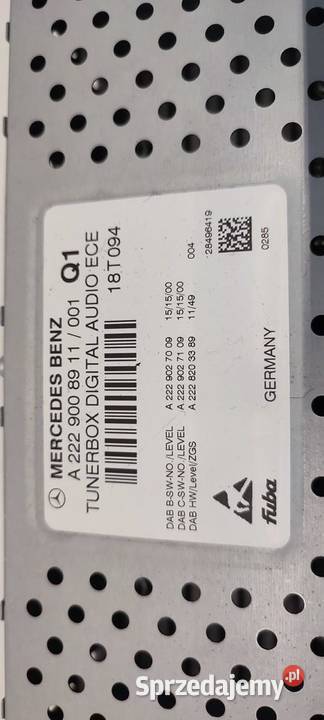 MERCEDES BENZ
A 222 900 89 11 / 001 Q1
TUNERBOX DIGITAL AUDIO ECE
18T094
DAB B-SW-NO./LEVEL A 222 902 70 09 15/15/00
DAB C-SW-NO./LEVEL A 222 902 71 09 15/15/00
DAB HW/Level/ZGS A 222 820 33 89 11/49
004
28496419
0285
GERMANY
fuba
Sprzedajemy.pl